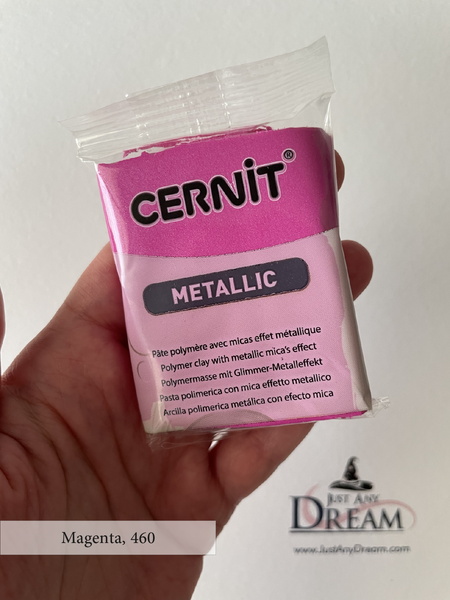 CERNIT®
METALLIC
Pâte polymère avec micas effet métallique
Polymer clay with metallic mica's effect
Polymermasse mit Glimmer-Metalleffekt
Pasta polimerica con mica effetto metallico
Arcilla polimerica metálica con efecto mica
Magenta, 460
JUST ANY
DREAM
www.JustAnyDream.com